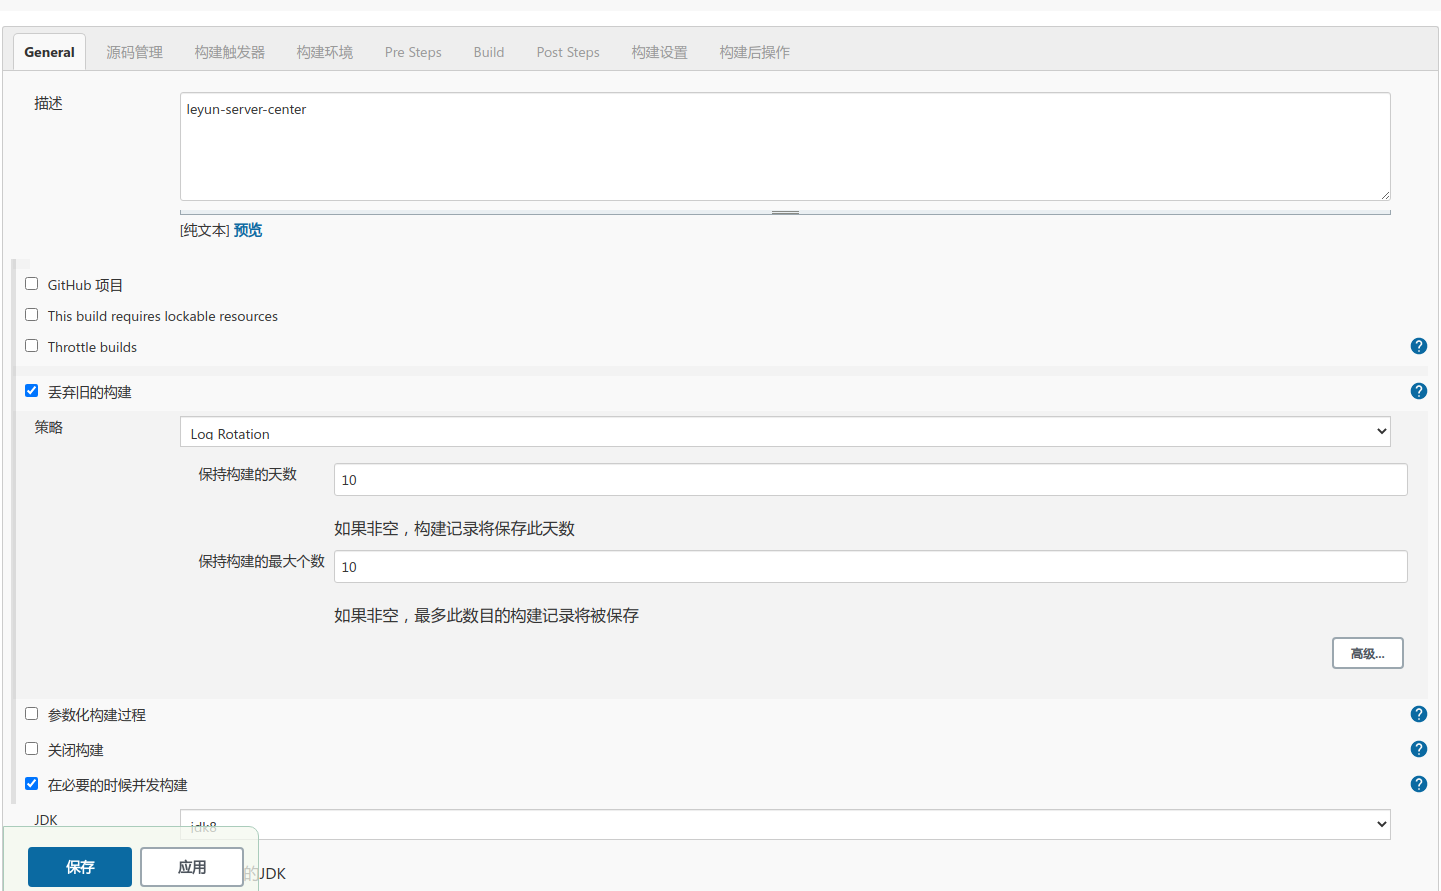 General 源码管理 构建触发器 构建环境 Pre Steps Build Post Steps 构建设置 构建后操作
描述
leyun-server-center
[纯文本] 预览
GitHub 项目
This build requires lockable resources
Throttle builds
丢弃旧的构建
策略
Log Rotation
保持构建的天数
10
如果非空，构建记录将保存此天数
保持构建的最大个数
10
如果非空，最多此数目的构建记录将被保存
高级...
参数化构建过程
关闭构建
在必要的时候并发构建
JDK
jdk8
的JDK
保存 应用